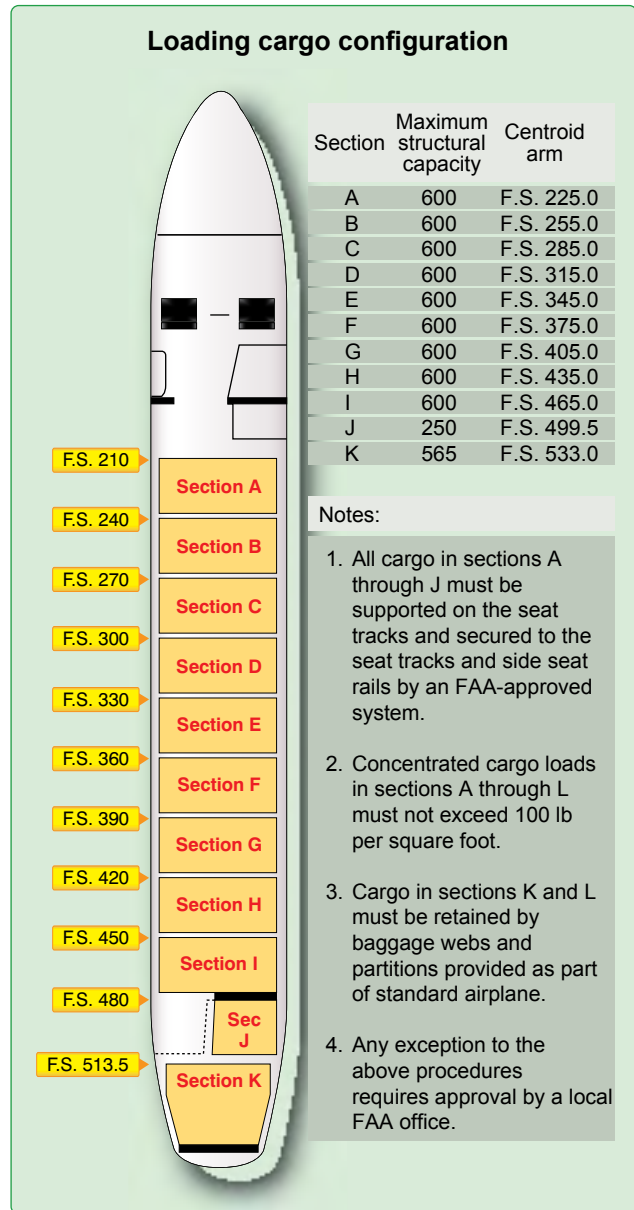 Loading cargo configuration
Section Maximum structural capacity Centroid arm
A 600 F.S. 225.0
B 600 F.S. 255.0
C 600 F.S. 285.0
D 600 F.S. 315.0
E 600 F.S. 345.0
F 600 F.S. 375.0
G 600 F.S. 405.0
H 600 F.S. 435.0
I 600 F.S. 465.0
J 250 F.S. 499.5
K 565 F.S. 533.0
F.S. 210
Section A
F.S. 240
Section B
F.S. 270
Section C
F.S. 300
Section D
F.S. 330
Section E
F.S. 360
Section F
F.S. 390
Section G
F.S. 420
Section H
F.S. 450
Section I
F.S. 480
Sec
J
F.S. 513.5
Section K
Notes:
1. All cargo in sections A
through J must be
supported on the seat
tracks and secured to the
seat tracks and side seat
rails by an FAA-approved
system.
2. Concentrated cargo loads
in sections A through L
must not exceed 100 lb
per square foot.
3. Cargo in sections K and L
must be retained by
baggage webs and
partitions provided as part
of standard airplane.
4. Any exception to the
above procedures
requires approval by a local
FAA office.